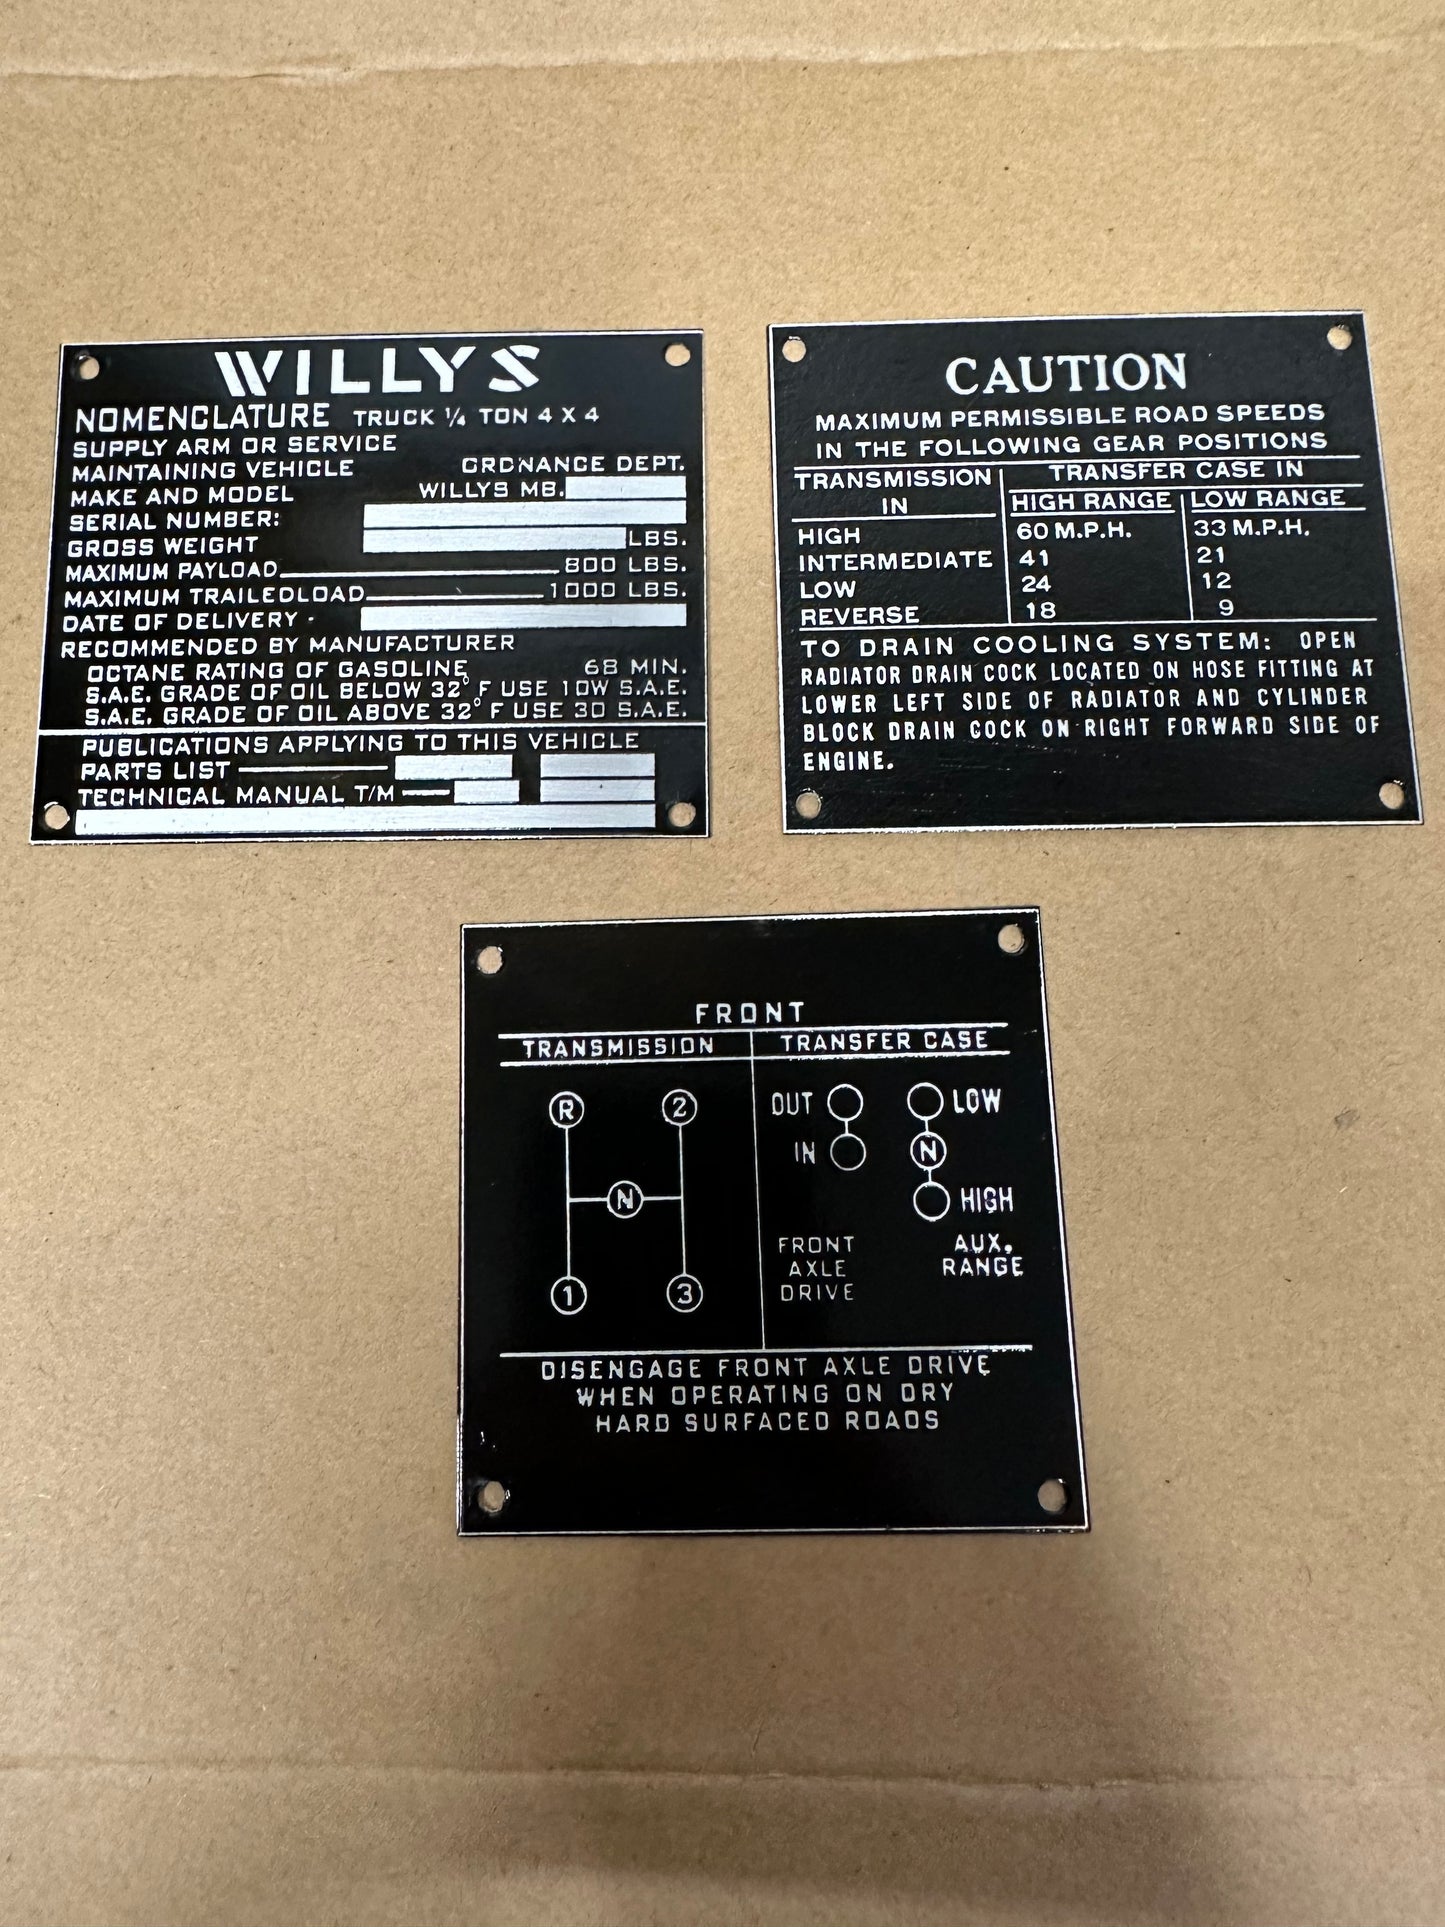 WILLYS
NOMENCLATURE TRUCK 1/4 TON 4 X 4
SUPPLY ARM OR SERVICE
MAINTAINING VEHICLE ORDNANCE DEPT.
MAKE AND MODEL WILLYS MB.
SERIAL NUMBER:
GROSS WEIGHT LBS.
MAXIMUM PAYLOAD 800 LBS.
MAXIMUM TRAILEDLOAD 1000 LBS.
DATE OF DELIVERY
RECOMMENDED BY MANUFACTURER
OCTANE RATING OF GASOLINE 68 MIN.
S.A.E. GRADE OF OIL BELOW 32° F USE 10W S.A.E.
S.A.E. GRADE OF OIL ABOVE 32° F USE 30 S.A.E.
PUBLICATIONS APPLYING TO THIS VEHICLE
PARTS LIST
TECHNICAL MANUAL T/M
CAUTION
MAXIMUM PERMISSIBLE ROAD SPEEDS
IN THE FOLLOWING GEAR POSITIONS
TRANSMISSION IN TRANSFER CASE IN
HIGH RANGE LOW RANGE
HIGH 60 M.P.H. 33 M.P.H.
INTERMEDIATE 41 21
LOW 24 12
REVERSE 18 9
TO DRAIN COOLING SYSTEM: OPEN
RADIATOR DRAIN COCK LOCATED ON HOSE FITTING AT
LOWER LEFT SIDE OF RADIATOR AND CYLINDER
BLOCK DRAIN COCK ON RIGHT FORWARD SIDE OF
ENGINE.
FRONT
TRANSMISSION TRANSFER CASE
R 2 OUT LOW
IN N
N HIGH
FRONT AUX.
AXLE RANGE
DRIVE
1 3
DISENGAGE FRONT AXLE DRIVE
WHEN OPERATING ON DRY
HARD SURFACED ROADS